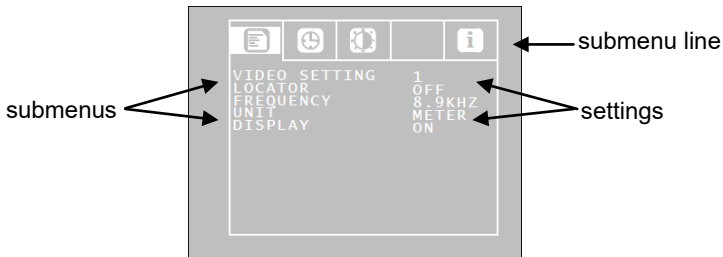 submenu line
VIDEO SETTING 1
LOCATOR OFF
FREQUENCY 8.9KHZ
UNIT METER
DISPLAY ON
submenus
settings